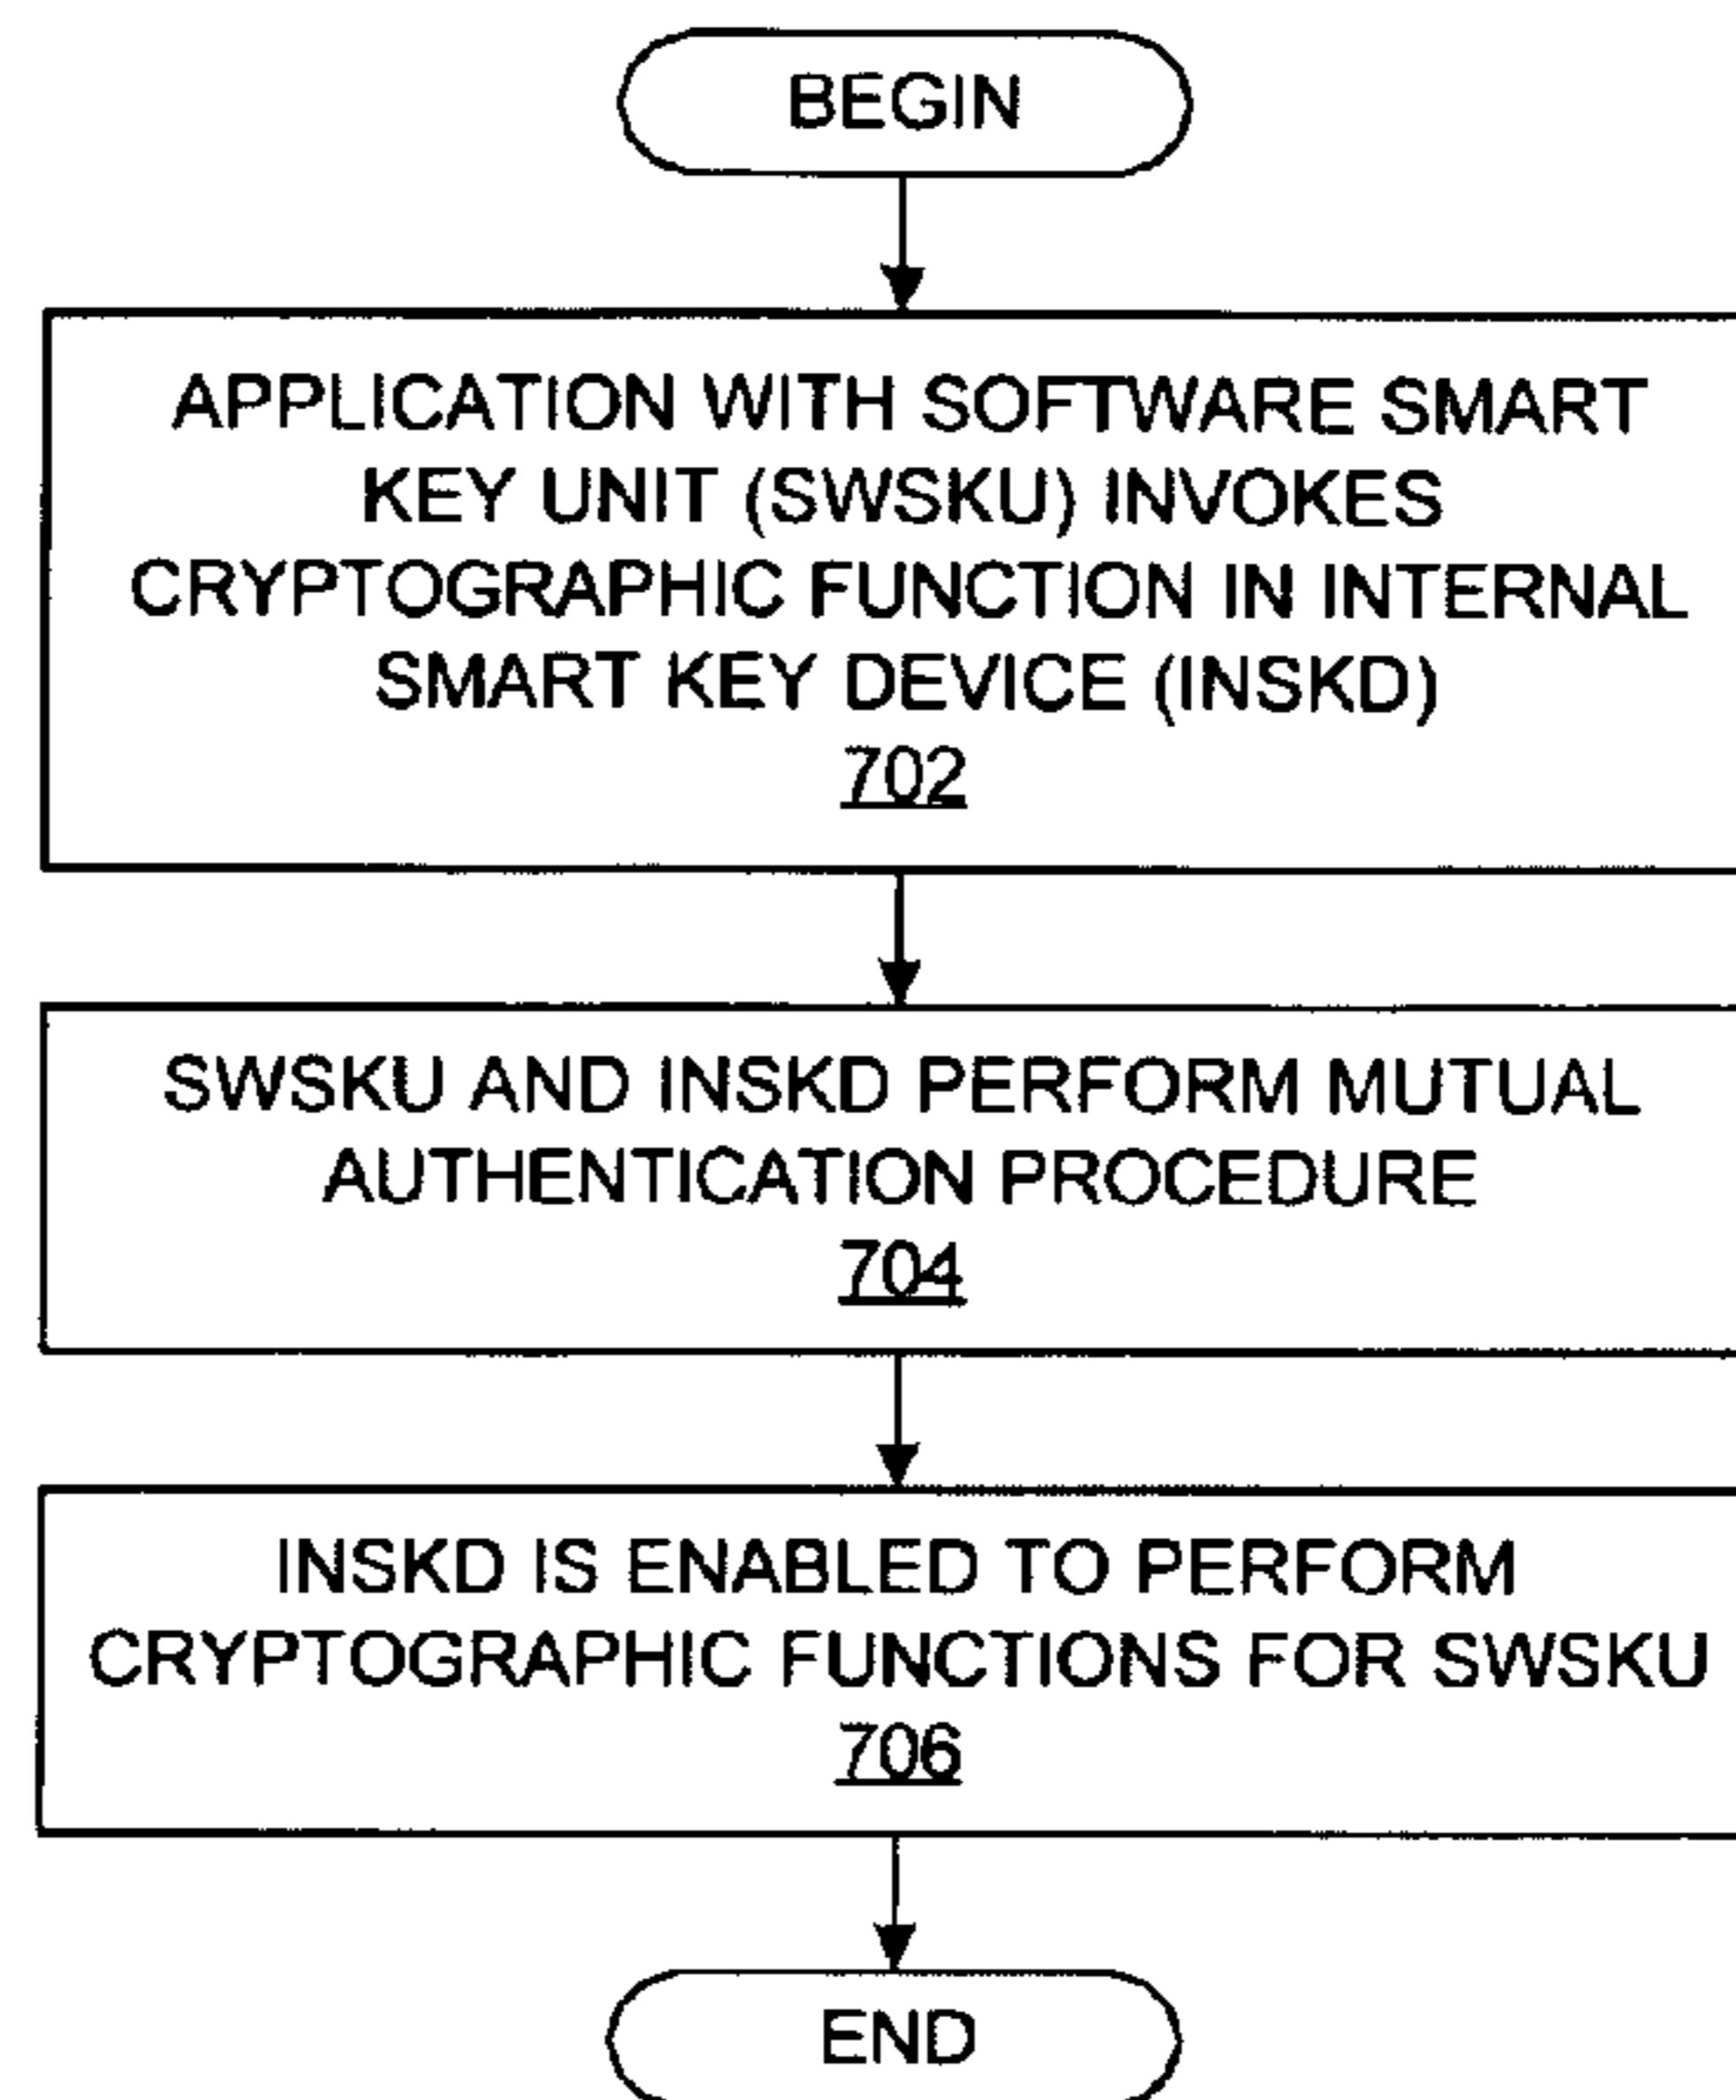 BEGIN
APPLICATION WITH SOFTWARE SMART
KEY UNIT (SWSKU) INVOKES
CRYPTOGRAPHIC FUNCTION IN INTERNAL
SMART KEY DEVICE (INSKD)
702
SWSKU AND INSKD PERFORM MUTUAL
AUTHENTICATION PROCEDURE
704
INSKD IS ENABLED TO PERFORM
CRYPTOGRAPHIC FUNCTIONS FOR SWSKU
706
END